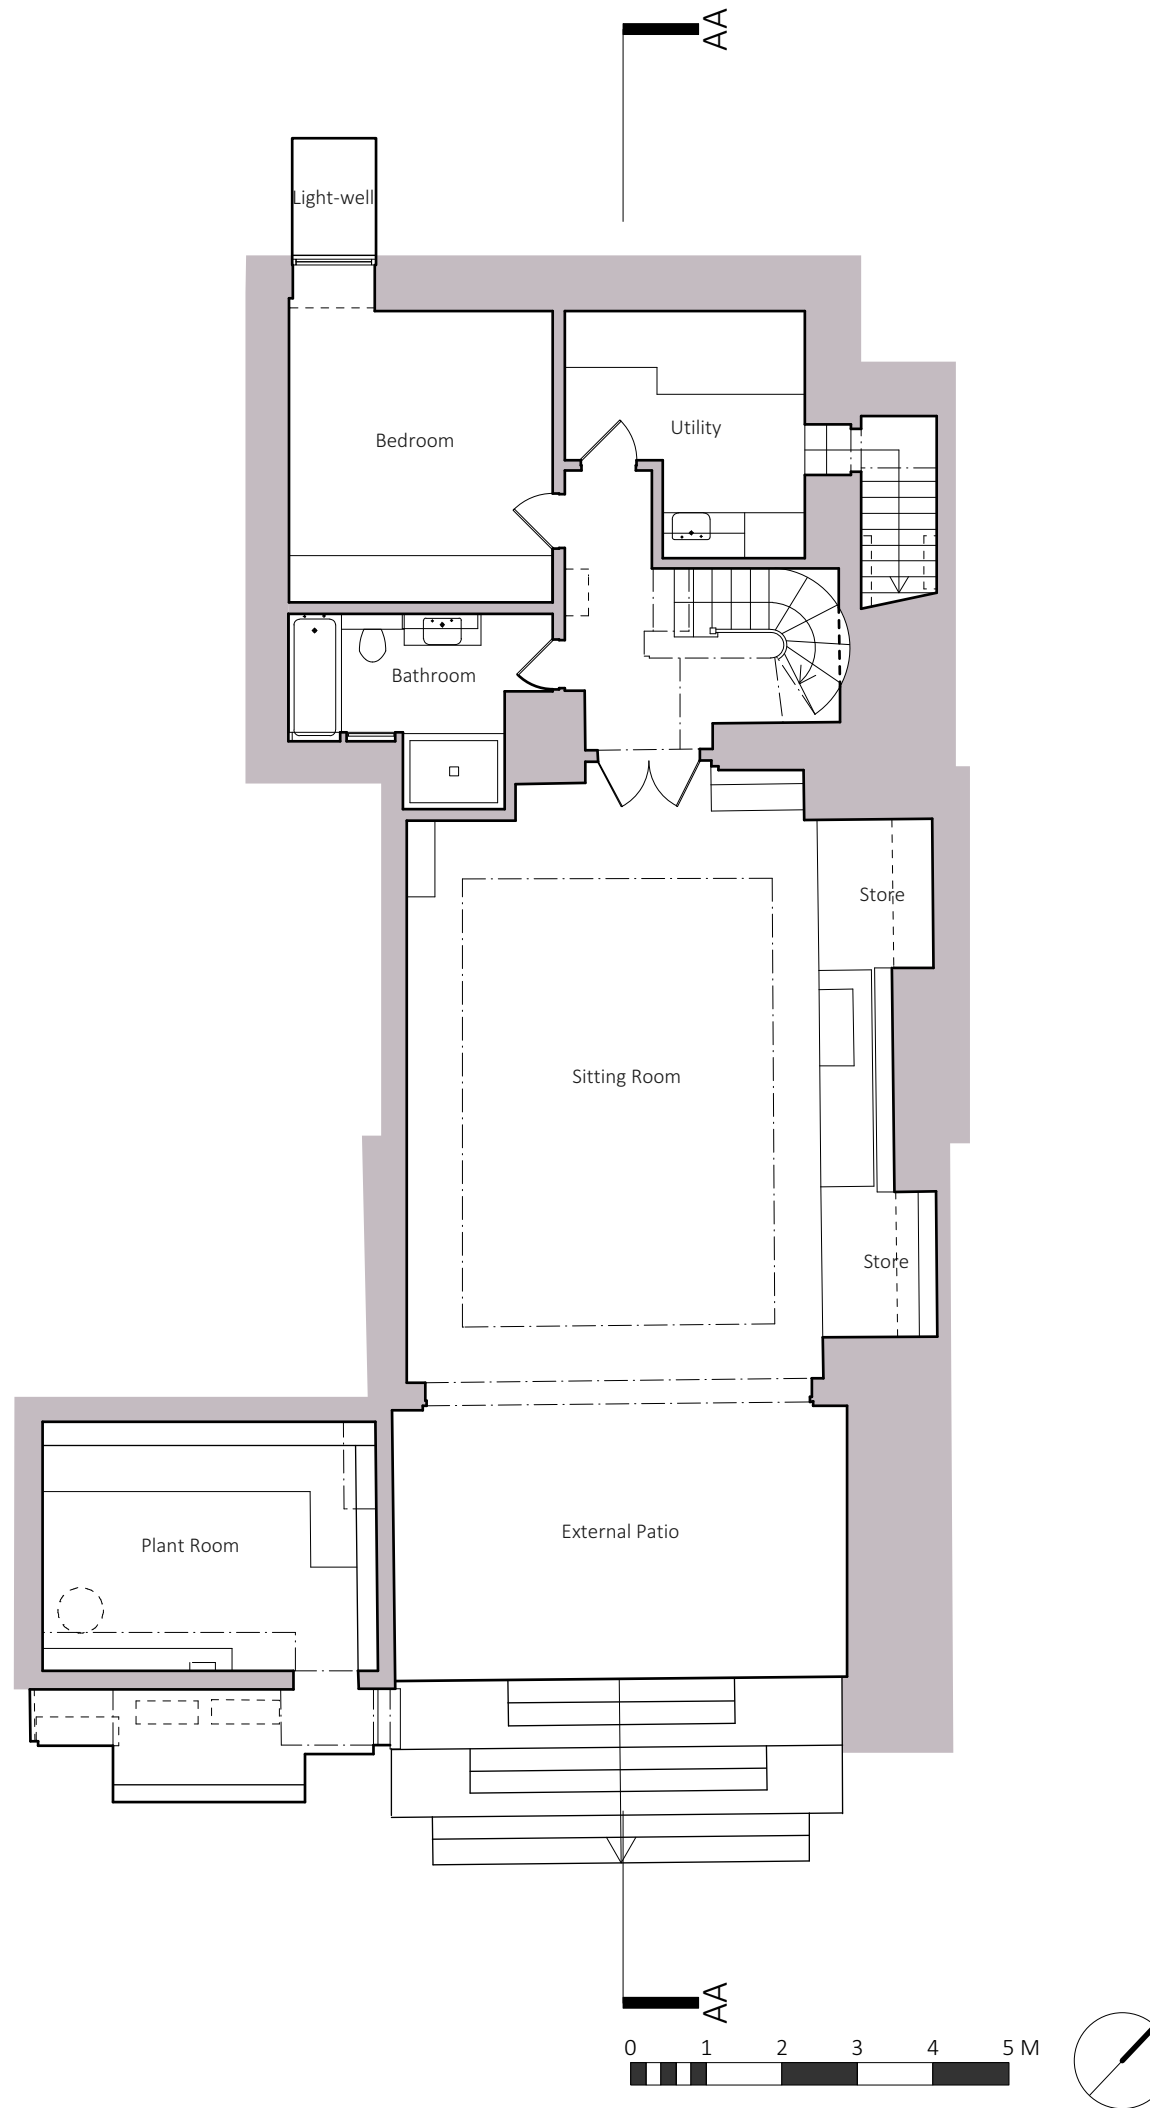 AA
Light-well
Bedroom
Utility
Bathroom
Store
Sitting Room
Store
External Patio
Plant Room
AA
0 1 2 3 4 5 M